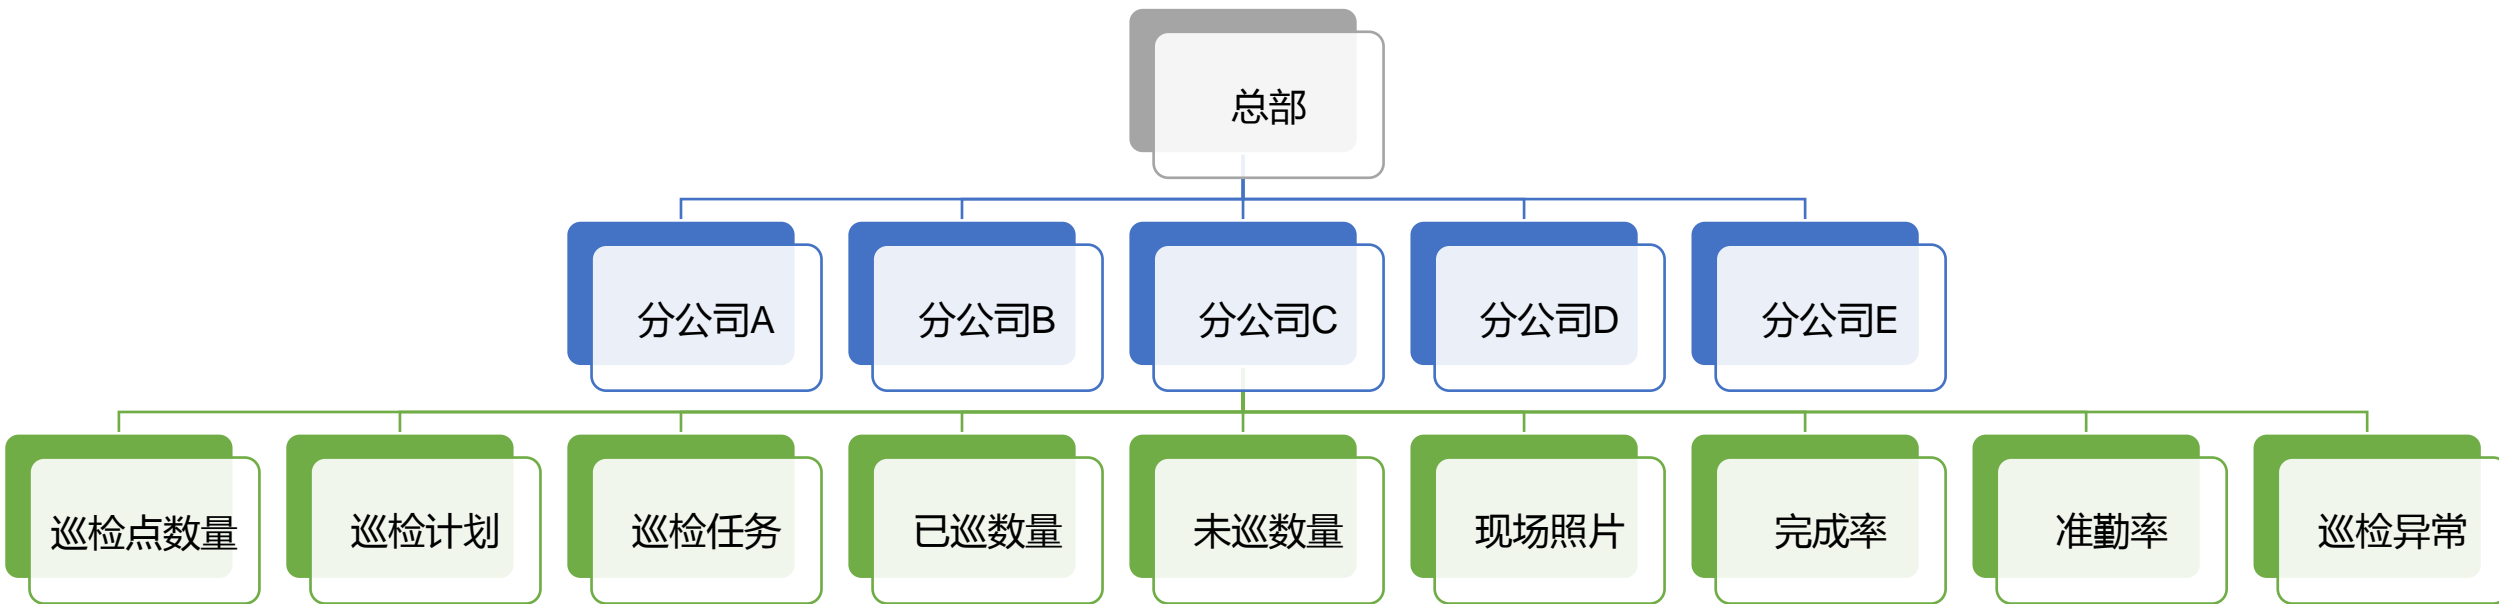 总部
分公司A
分公司B
分公司C
分公司D
分公司E
巡检点数量
巡检计划
巡检任务
已巡数量
未巡数量
现场照片
完成率
准勤率
巡补常